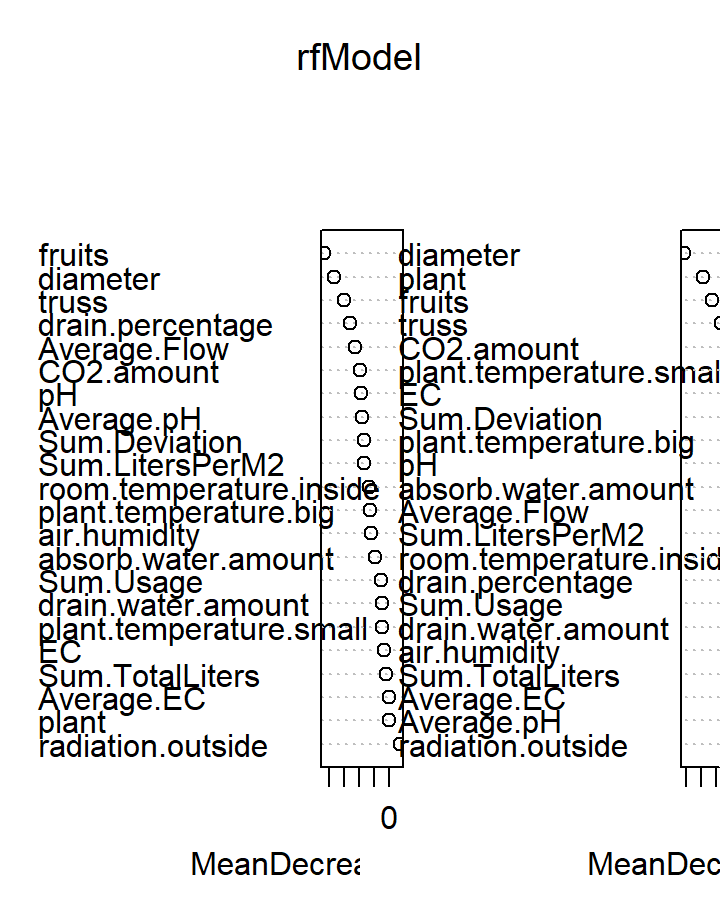 rfModel
fruits
diameter
truss
drain.percentage
Average.Flow
CO2.amount
pH
Average.pH
Sum.Deviation
Sum.LitersPerM2
room.temperature.inside
plant.temperature.big
air.humidity
absorb.water.amount
Sum.Usage
drain.water.amount
plant.temperature.small
EC
Sum.TotalLiters
Average.EC
plant
radiation.outside
0
MeanDecrea
diameter
plant
fruits
truss
CO2.amount
plant.temperature.smal
EC
Sum.Deviation
plant.temperature.big
pH
absorb.water.amount
Average.Flow
Sum.LitersPerM2
room.temperature.insid
drain.percentage
Sum.Usage
drain.water.amount
air.humidity
Sum.TotalLiters
Average.EC
Average.pH
radiation.outside
MeanDec